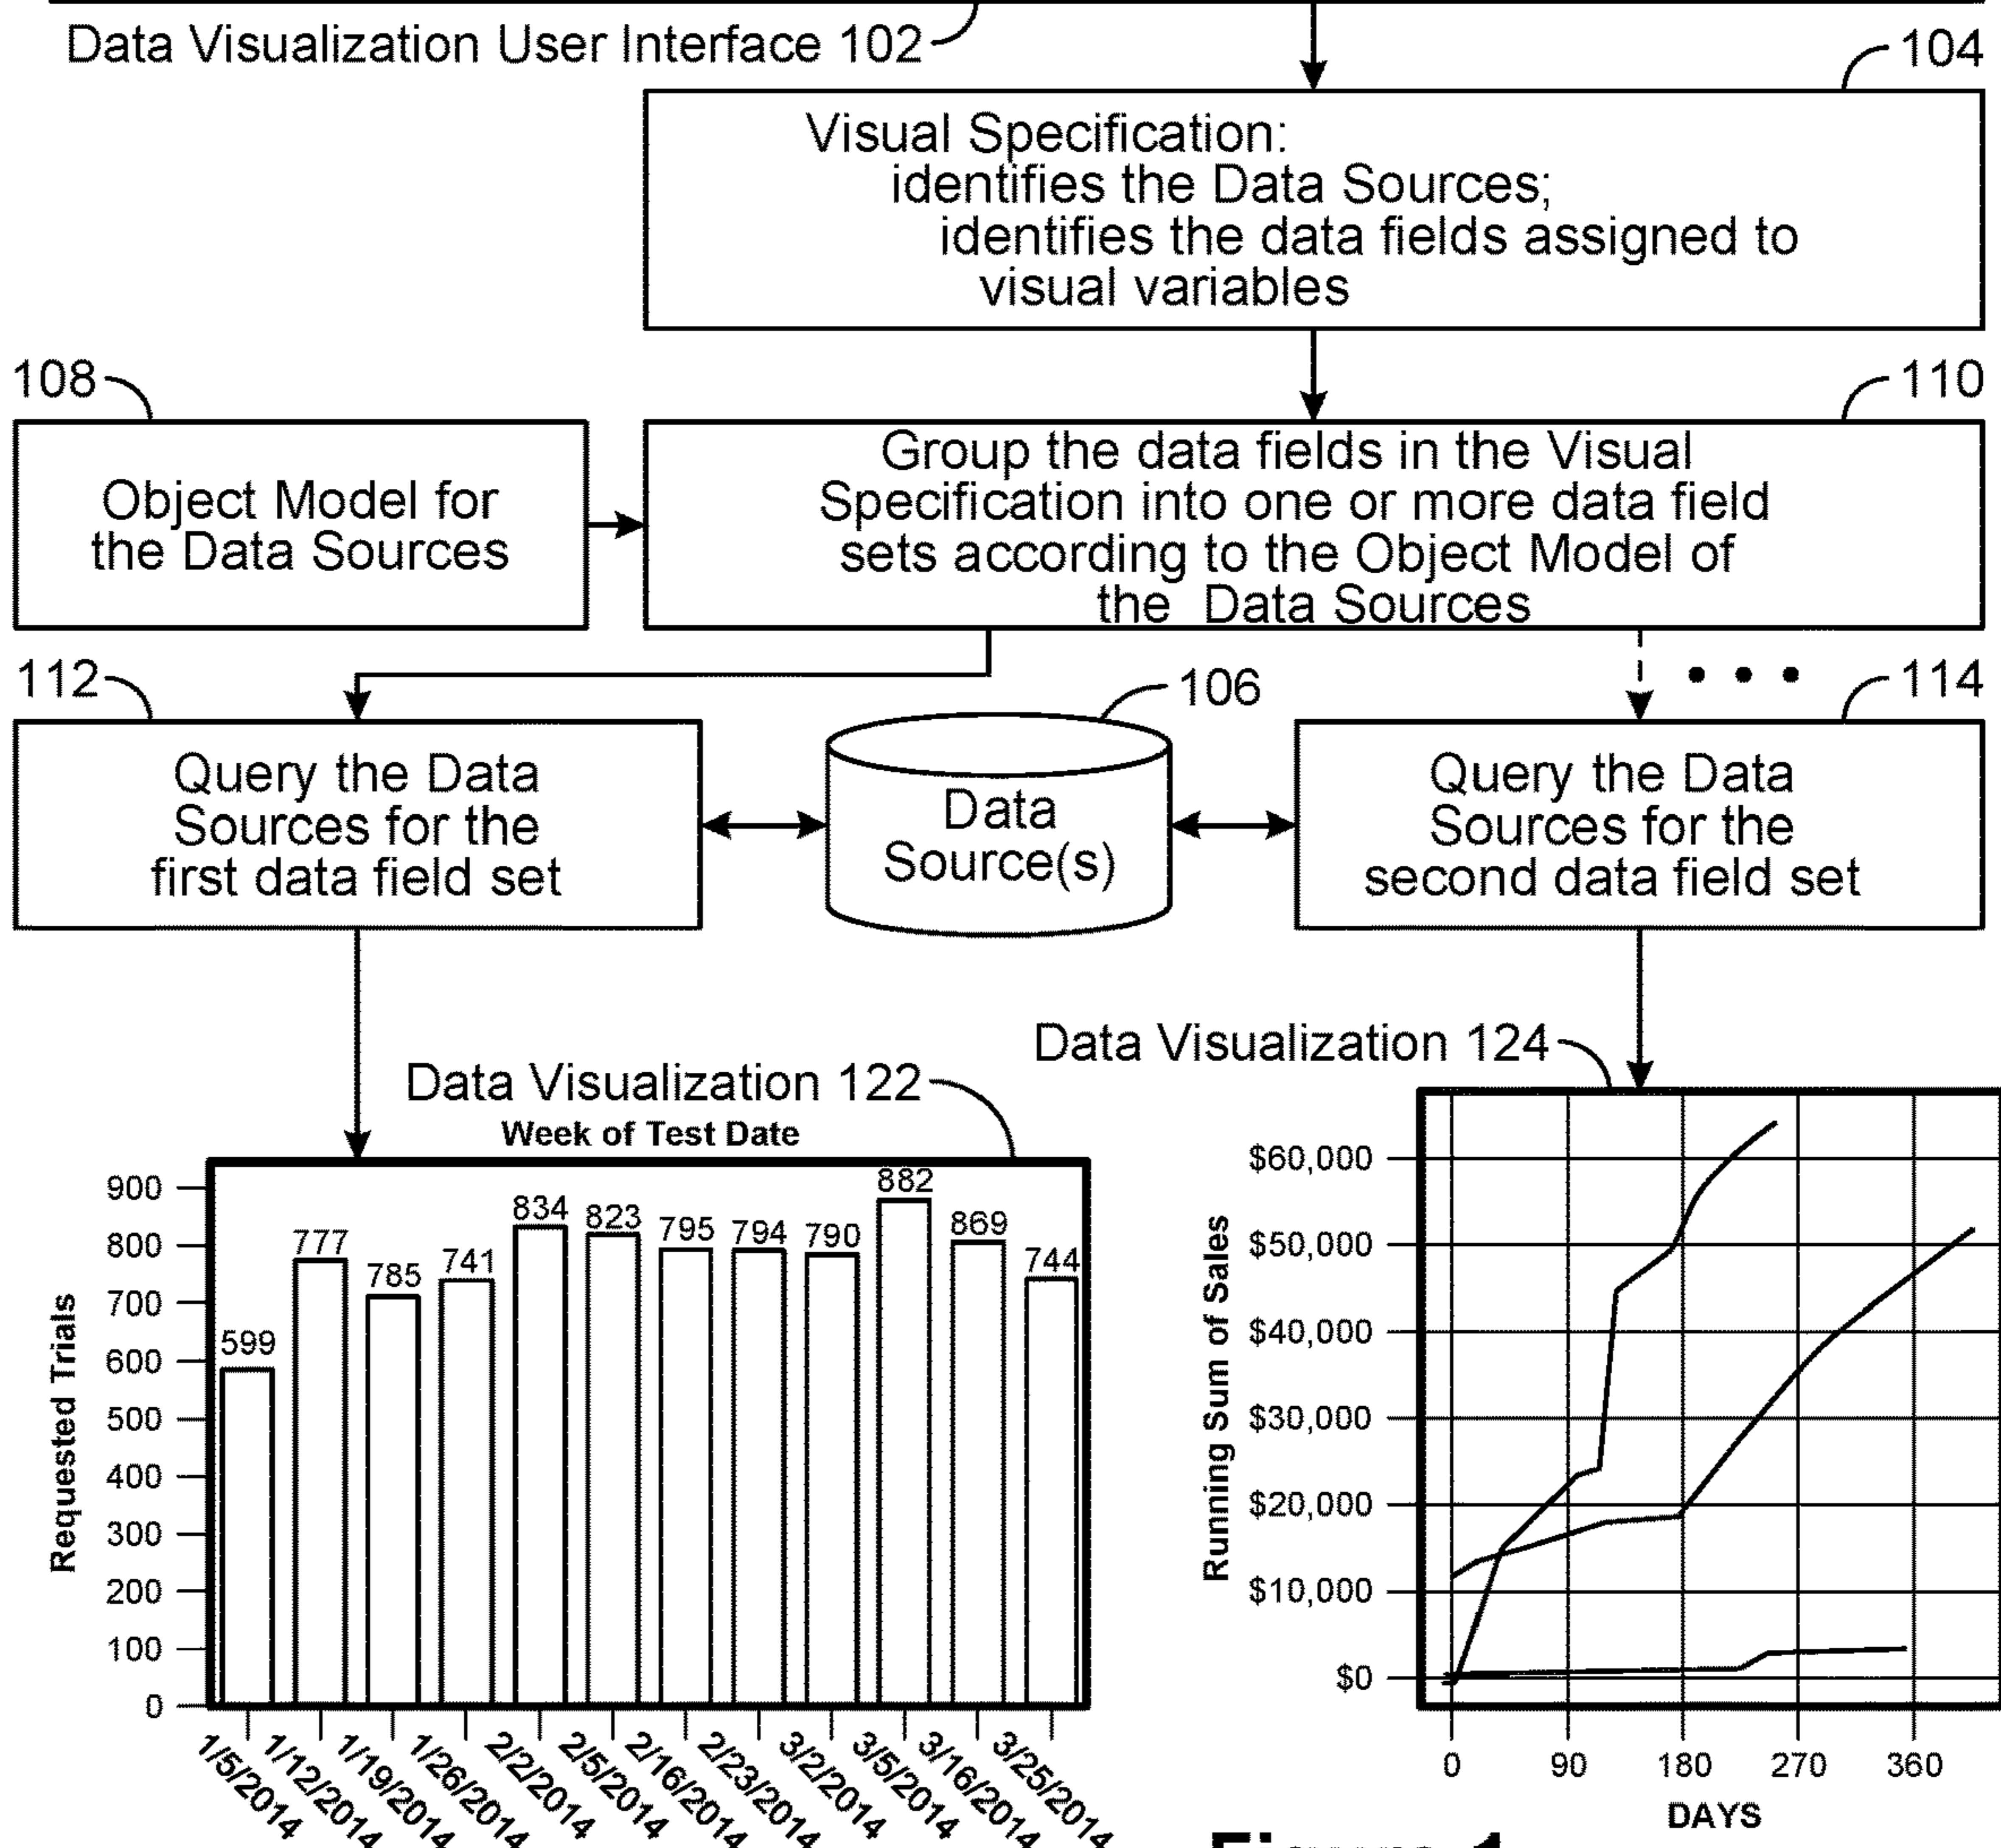 Data Visualization User Interface 102
104
Visual Specification:
identifies the Data Sources;
identifies the data fields assigned to
visual variables
108
110
Object Model for
the Data Sources
Group the data fields in the Visual
Specification into one or more data field
sets according to the Object Model of
the Data Sources
112
106
• • •
114
Query the Data
Sources for the
first data field set
Data
Source(s)
Query the Data
Sources for the
second data field set
Data Visualization 122
Week of Test Date
Requested Trials
900
800
700
600
500
400
300
200
100
0
599
777
785
741
834
823
795
794
790
882
869
744
1/5/2014
1/12/2014
1/19/2014
1/26/2014
2/2/2014
2/5/2014
2/16/2014
2/23/2014
3/2/2014
3/5/2014
3/16/2014
3/25/2014
Data Visualization 124
Running Sum of Sales
$60,000
$50,000
$40,000
$30,000
$20,000
$10,000
$0
0 90 180 270 360
DAYS